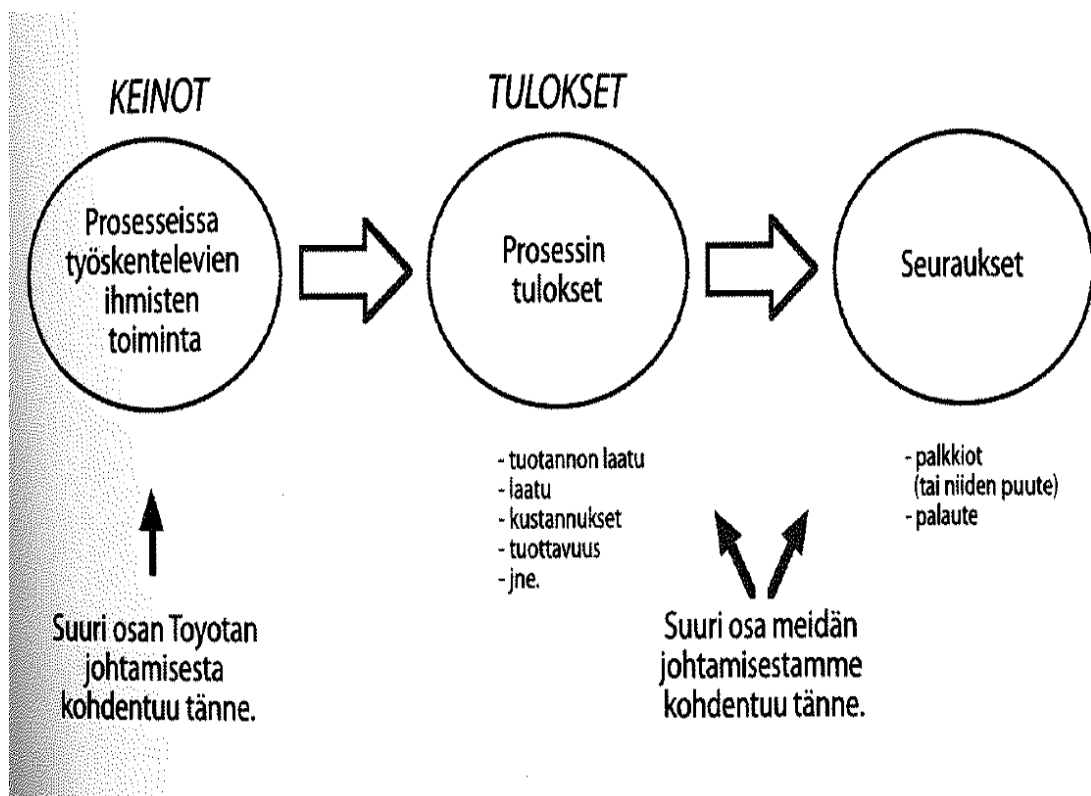 KEINOT
Prosesseissa
työskentelevien
ihmisten
toiminta
Suuri osan Toyotan
johtamisesta
kohdentuu tänne.
TULOKSET
Prosessin
tulokset
- tuotannon laatu
- laatu
- kustannukset
- tuottavuus
- jne.
Seuraukset
- palkkiot
(tai niiden puute)
- palaute
Suuri osa meidän
johtamisestamme
kohdentuu tänne.